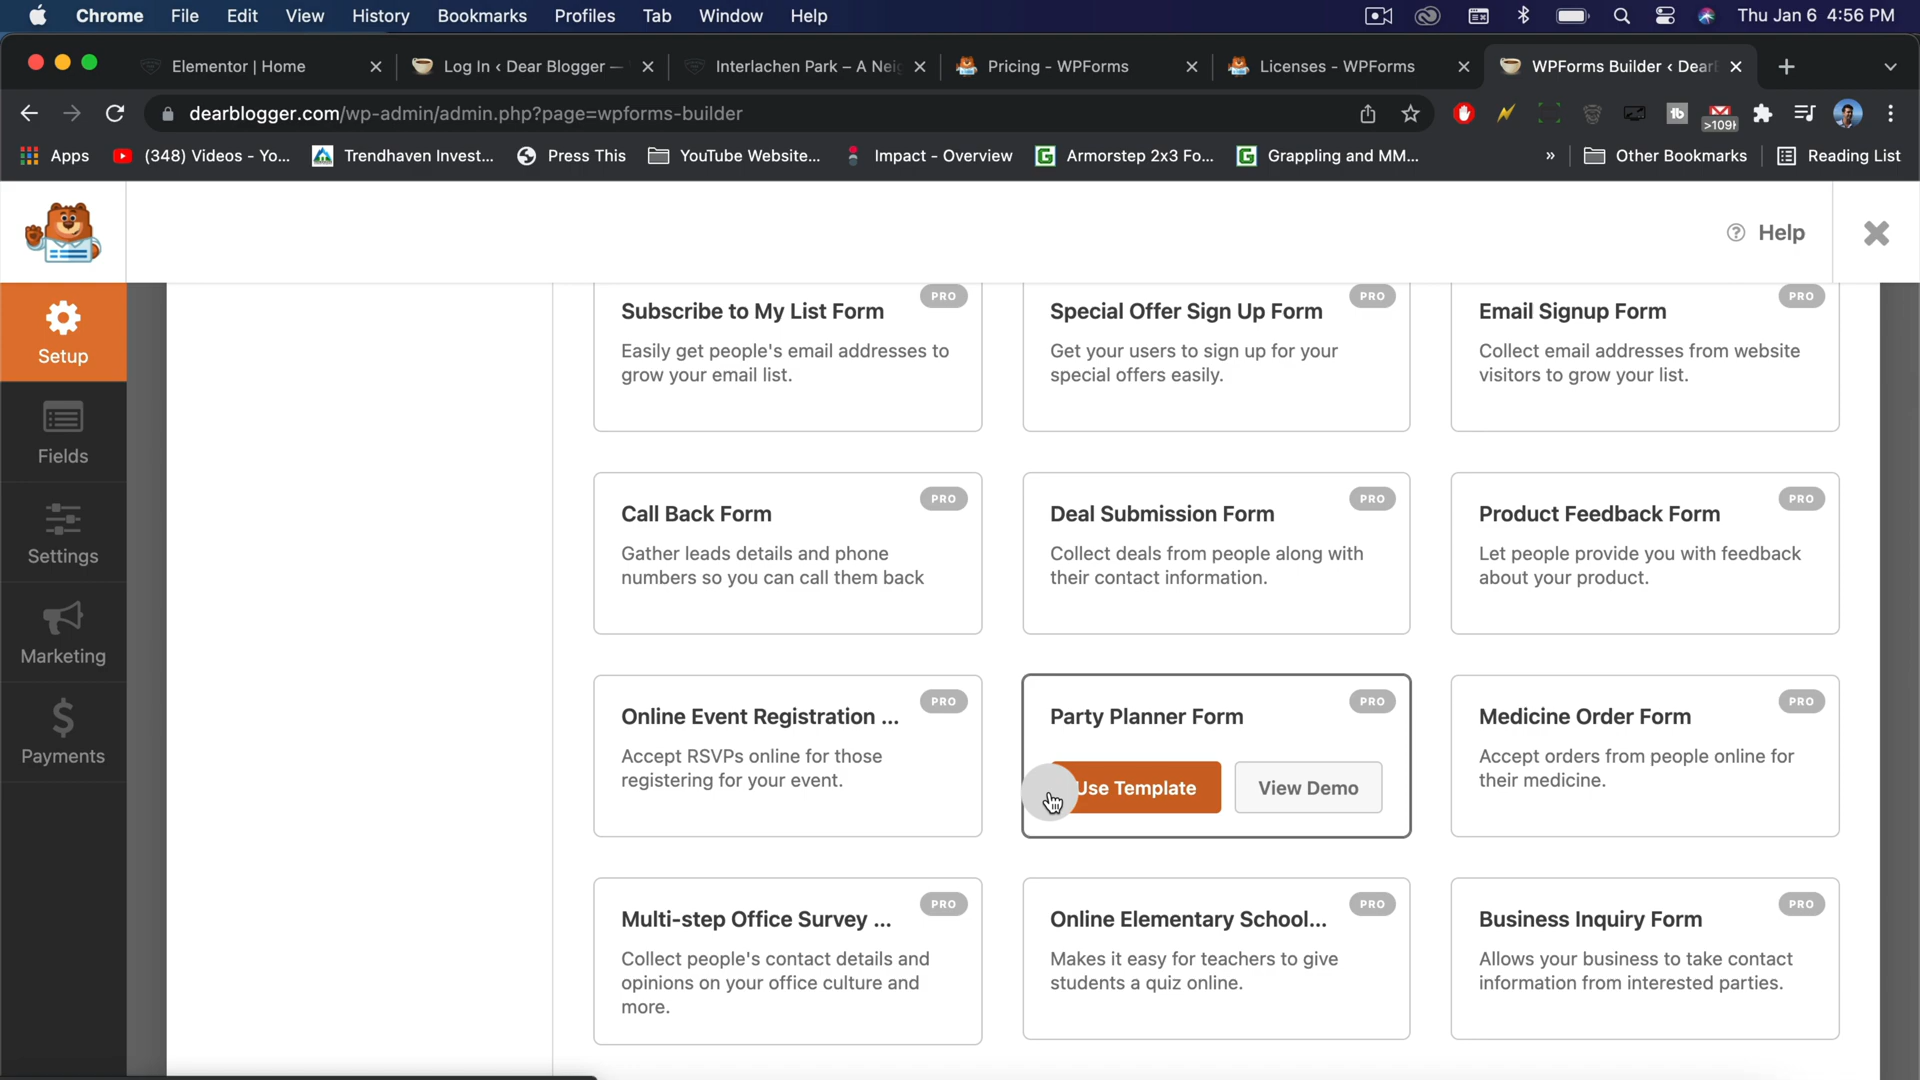 Chrome File Edit View History Bookmarks Profiles Tab Window Help Thu Jan 6 4:56 PM
Elementor | Home Log In ‹ Dear Blogger — Interlachen Park – A Nei Pricing - WPForms Licenses - WPForms WPForms Builder ‹ Dear
dearblogger.com/wp-admin/admin.php?page=wpforms-builder tb >109k
Apps (348) Videos - Yo... Trendhaven Invest... Press This YouTube Website... Impact - Overview Armorstep 2x3 Fo... Grappling and MM... » Other Bookmarks Reading List
Help
Setup
Fields
Settings
Marketing
Payments
Subscribe to My List Form PRO
Easily get people's email addresses to
grow your email list.
Special Offer Sign Up Form PRO
Get your users to sign up for your
special offers easily.
Email Signup Form PRO
Collect email addresses from website
visitors to grow your list.
Call Back Form PRO
Gather leads details and phone
numbers so you can call them back
Deal Submission Form PRO
Collect deals from people along with
their contact information.
Product Feedback Form PRO
Let people provide you with feedback
about your product.
Online Event Registration ... PRO
Accept RSVPs online for those
registering for your event.
Party Planner Form PRO
Use Template View Demo
Medicine Order Form PRO
Accept orders from people online for
their medicine.
Multi-step Office Survey ... PRO
Collect people's contact details and
opinions on your office culture and
more.
Online Elementary School... PRO
Makes it easy for teachers to give
students a quiz online.
Business Inquiry Form PRO
Allows your business to take contact
information from interested parties.